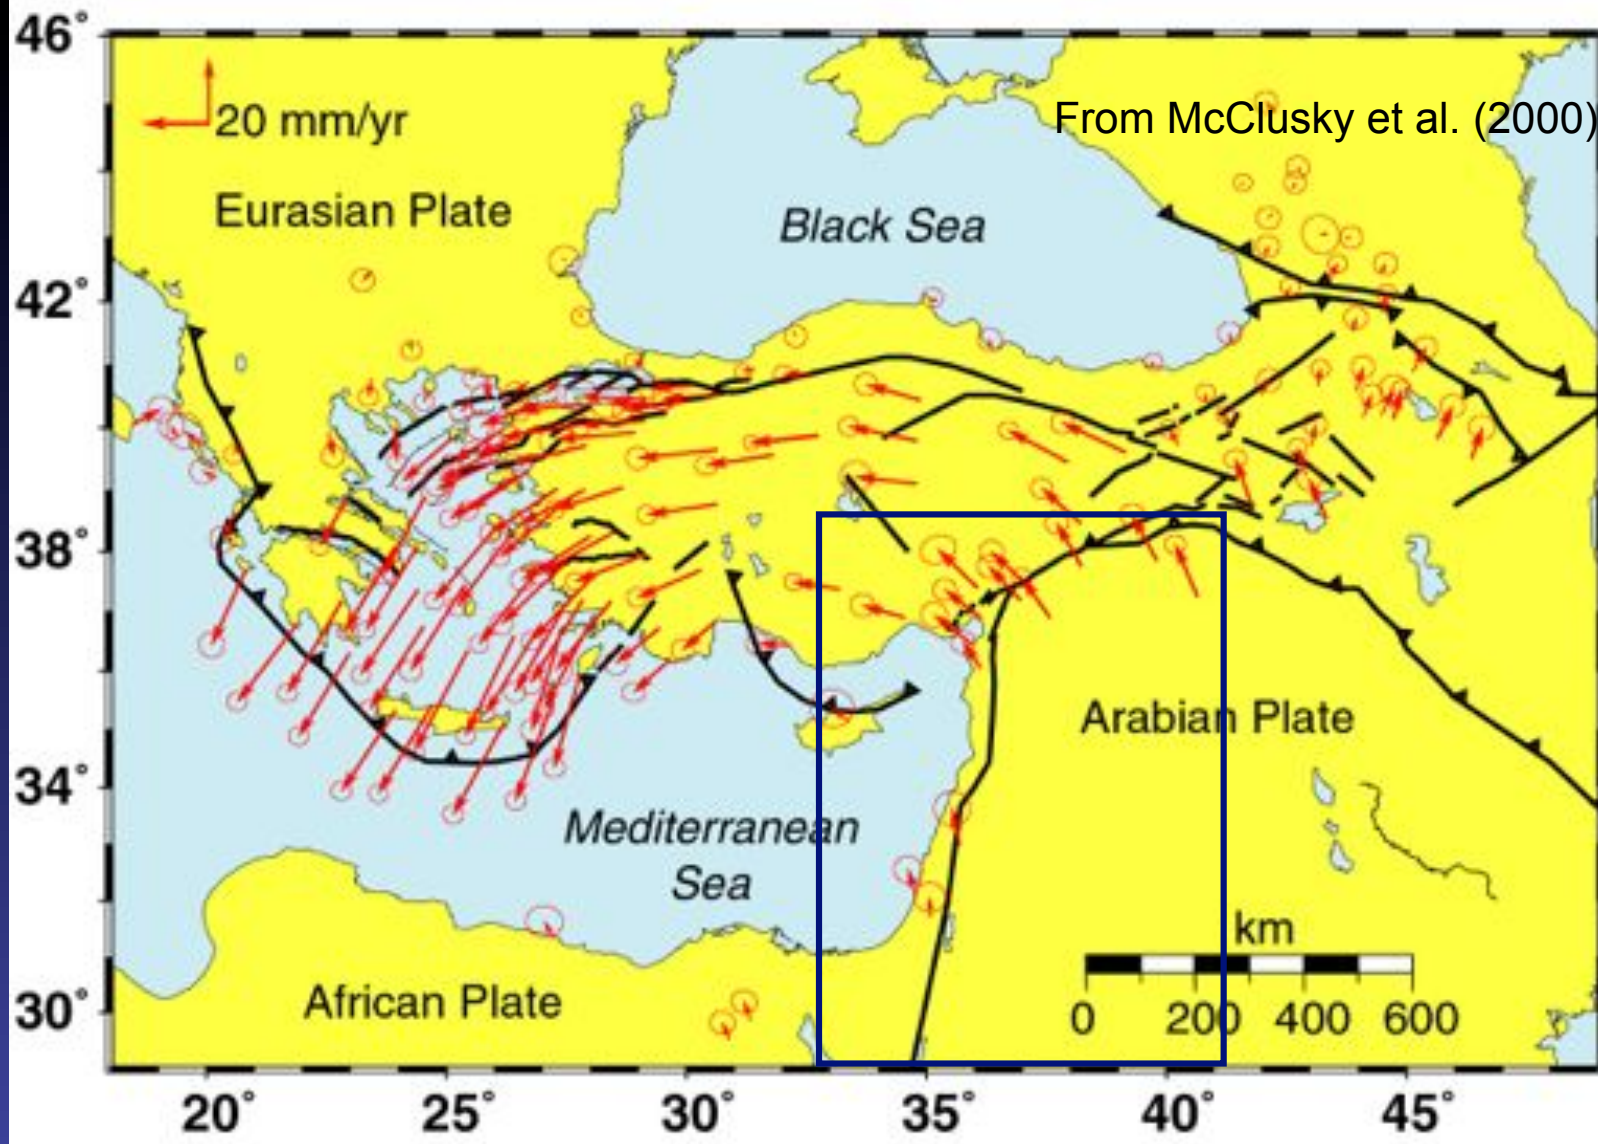 46°
20 mm/yr
From McClusky et al. (2000)
Eurasian Plate
Black Sea
42°
38°
Arabian Plate
34°
Mediterranean
Sea
km
African Plate
30°
0 200 400 600
20° 25° 30° 35° 40° 45°